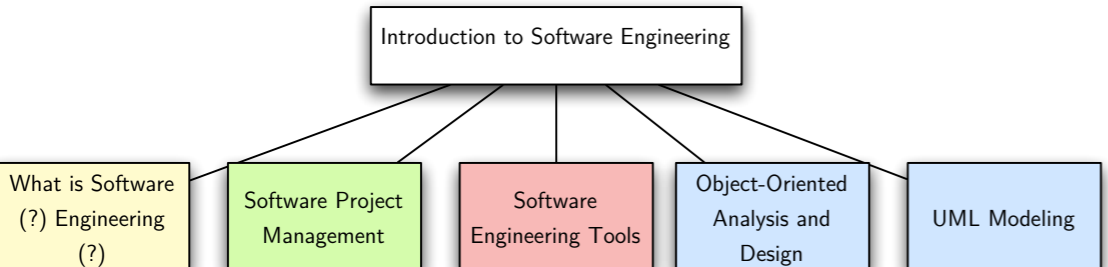 Introduction to Software Engineering
What is Software
(?) Engineering
(?)
Software Project
Management
Software
Engineering Tools
Object-Oriented
Analysis and
Design
UML Modeling